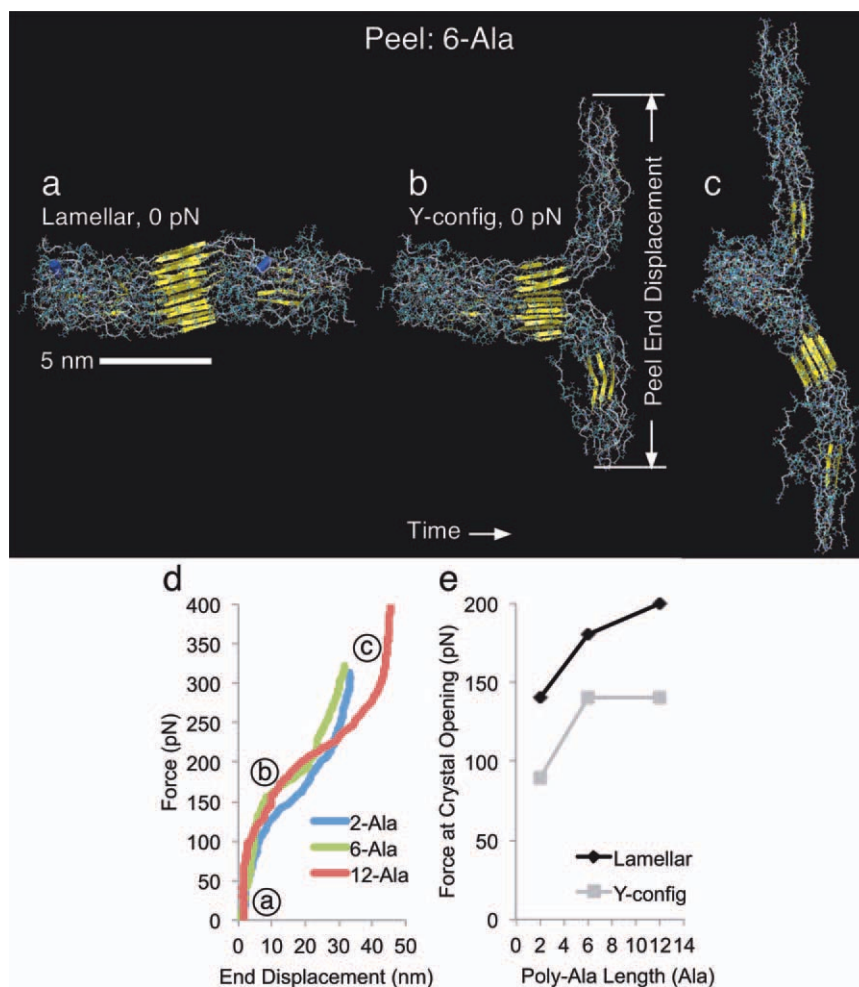 Peel: 6-Ala
a
Lamellar, 0 pN
5 nm
b
Y-config, 0 pN
Peel End Displacement
c
Time
d
Force (pN)
400
350
300
250
200
150
100
50
0
a
b
c
2-Ala
6-Ala
12-Ala
0 10 20 30 40 50
End Displacement (nm)
e
Force at Crystal Opening (pN)
200
150
100
50
0
Lamellar
Y-config
0 2 4 6 8 10 12 14
Poly-Ala Length (Ala)